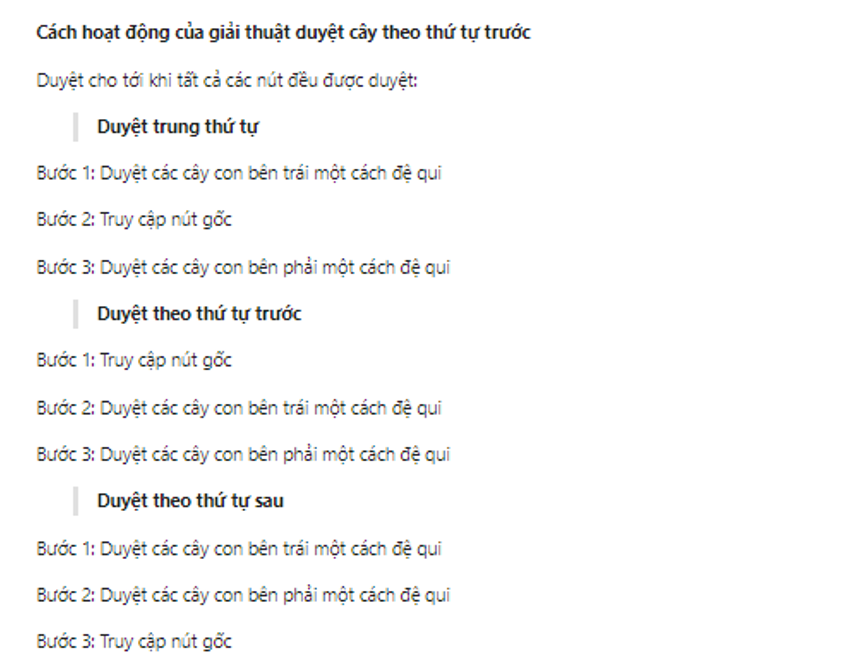 Cách hoạt động của giải thuật duyệt cây theo thứ tự trước
Duyệt cho tới khi tất cả các nút đều được duyệt:
Duyệt trung thứ tự
Bước 1: Duyệt các cây con bên trái một cách đệ qui
Bước 2: Truy cập nút gốc
Bước 3: Duyệt các cây con bên phải một cách đệ qui
Duyệt theo thứ tự trước
Bước 1: Truy cập nút gốc
Bước 2: Duyệt các cây con bên trái một cách đệ qui
Bước 3: Duyệt các cây con bên phải một cách đệ qui
Duyệt theo thứ tự sau
Bước 1: Duyệt các cây con bên trái một cách đệ qui
Bước 2: Duyệt các cây con bên phải một cách đệ qui
Bước 3: Truy cập nút gốc